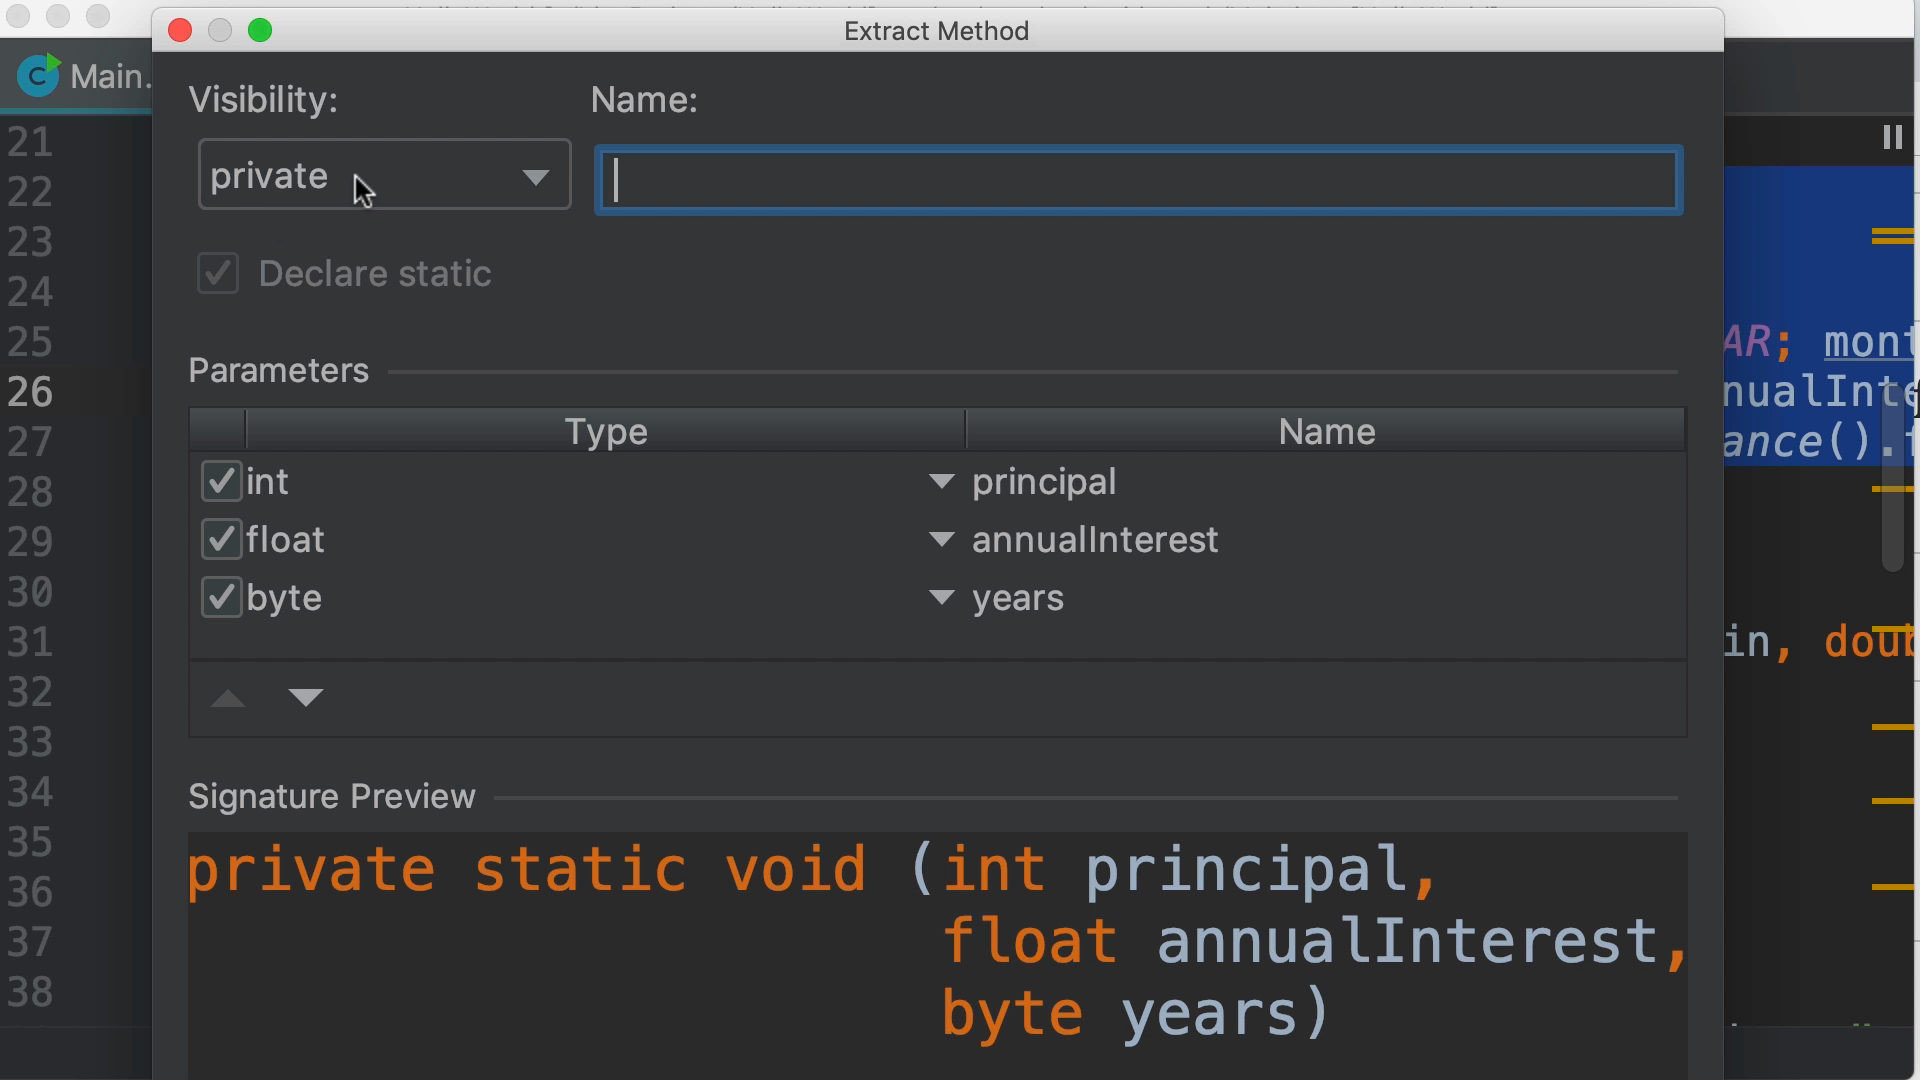 Extract Method
Main.
Visibility:
Name:
private
Declare static
Parameters
Type
Name
int
principal
float
annualInterest
byte
years
Signature Preview
private static void (int principal,
float annualInterest,
byte years)
21
22
23
24
25
26
27
28
29
30
31
32
33
34
35
36
37
38
AR; mont
nualInte
ance().f
in, doub